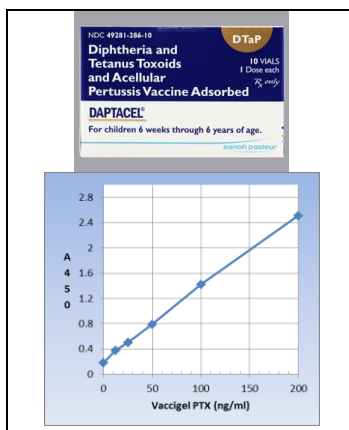 NDC 49281-286-10
DTaP
Diphtheria and
Tetanus Toxoids
and Acellular
Pertussis Vaccine Adsorbed
10 VIALS
1 Dose each
Rx only
DAPTACEL®
For children 6 weeks through 6 years of age.
sanofi pasteur
2.8
2.4
2
1.6
1.2
0.8
0.4
0
A
4
5
0
0 50 100 150 200
Vaccigel PTX (ng/ml)